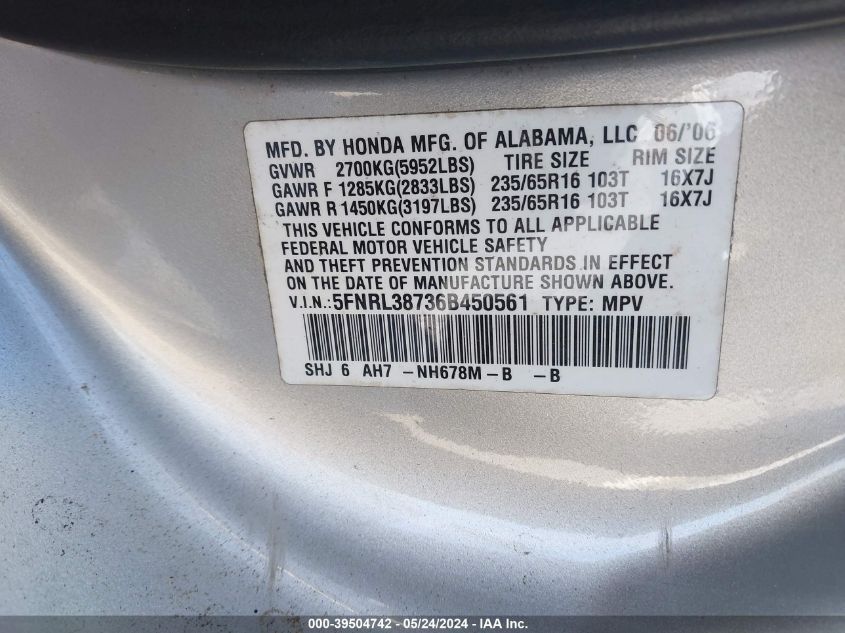 MFD. BY HONDA MFG. OF ALABAMA, LLC 06/'06
GVWR 2700KG(5952LBS) TIRE SIZE RIM SIZE
GAWR F 1285KG(2833LBS) 235/65R16 103T 16X7J
GAWR R 1450KG(3197LBS) 235/65R16 103T 16X7J
THIS VEHICLE CONFORMS TO ALL APPLICABLE
FEDERAL MOTOR VEHICLE SAFETY
AND THEFT PREVENTION STANDARDS IN EFFECT
ON THE DATE OF MANUFACTURE SHOWN ABOVE.
V.I.N.:5FNRL38736B450561 TYPE: MPV
SHJ 6 AH7 -NH678M-B -B
000-39504742 - 05/24/2024 - IAA Inc.